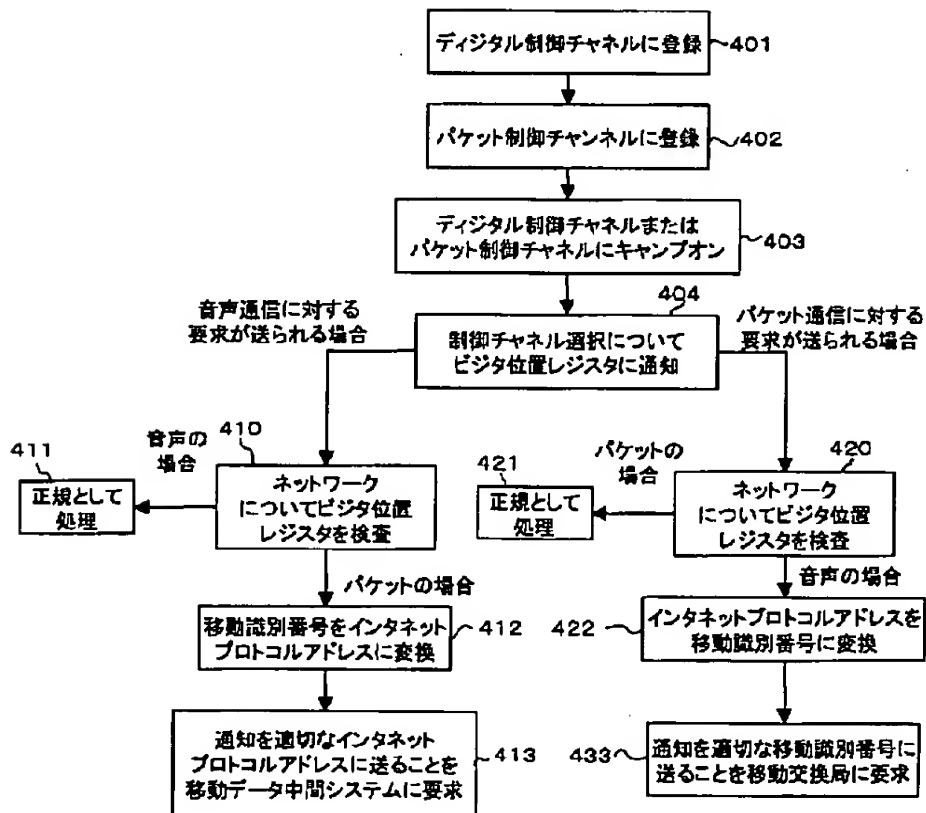 ディジタル制御チャネルに登録
401
パケット制御チャンネルに登録
402
ディジタル制御チャネルまたは
パケット制御チャネルにキャンプオン
403
404
音声通信に対する
要求が送られる場合
制御チャネル選択について
ビジタ位置レジスタに通知
パケット通信に対する
要求が送られる場合
411
音声の
場合
410
正規として
処理
ネットワーク
についてビジタ位置
レジスタを検査
421
パケットの
場合
420
正規として
処理
ネットワーク
についてビジタ位置
レジスタを検査
パケットの場合
音声の場合
移動識別番号をインタネット
プロトコルアドレスに変換
412
422
インタネットプロトコルアドレスを
移動識別番号に変換
通知を適切なインタネット
プロトコルアドレスに送ることを
移動データ中間システムに要求
413
433
通知を適切な移動識別番号に
送ることを移動交換局に要求